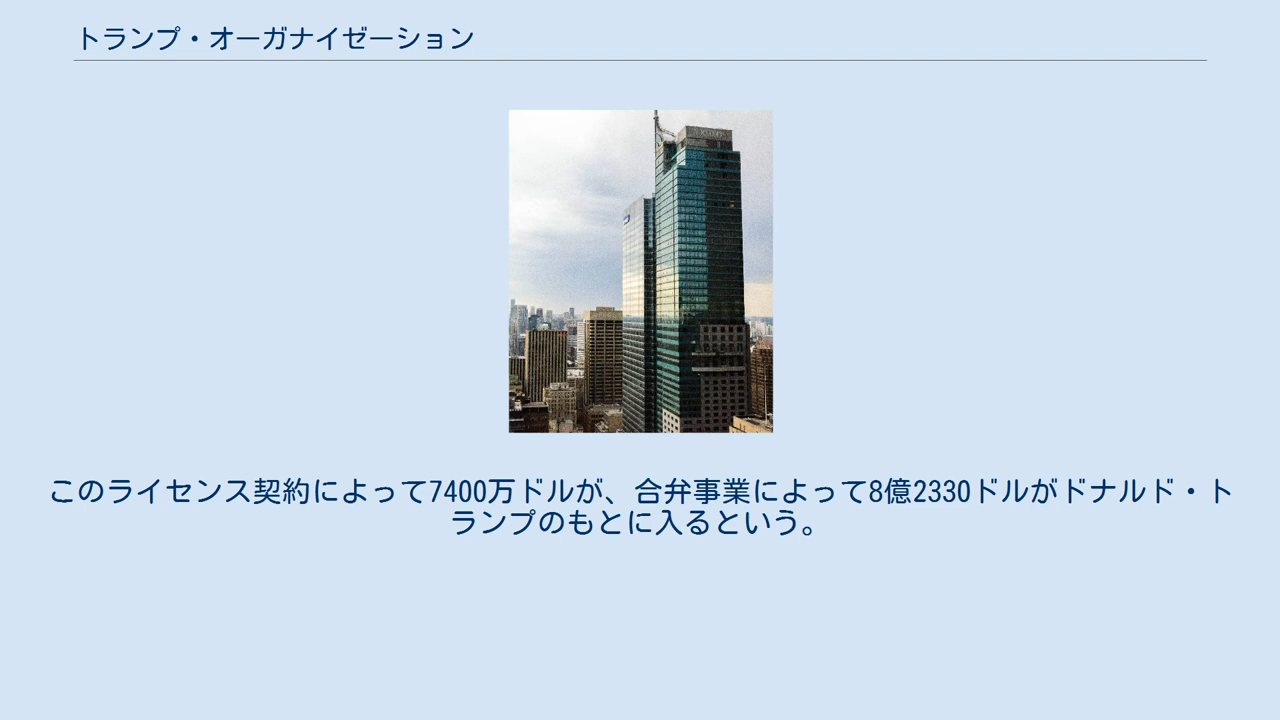 トランプ・オーガナイゼーション
このライセンス契約によって7400万ドルが、合弁事業によって8億2330ドルがドナルド・ト
ランプのもとに入るという。